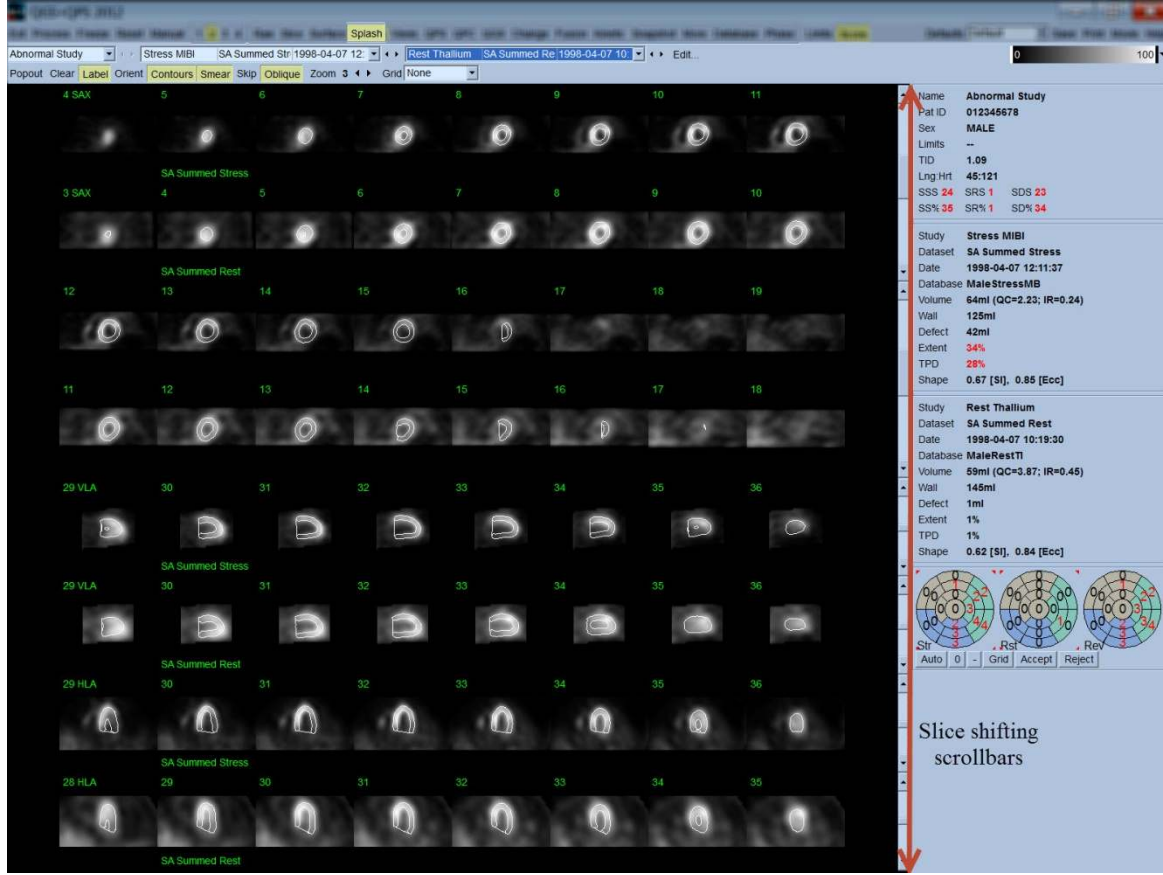 QGS+QPS 2012
Splash
Abnormal Study Stress MIBI SA Summed Str 1998-04-07 12: Rest Thallium SA Summed Re 1998-04-07 10: Edit...
0 100
Popout Clear Label Orient Contours Smear Skip Oblique Zoom 3 Grid None
4 SAX 5 6 7 8 9 10 11
SA Summed Stress
3 SAX 4 5 6 7 8 9 10
SA Summed Rest
12 13 14 15 16 17 18 19
11 12 13 14 15 16 17 18
29 VLA 30 31 32 33 34 35 36
SA Summed Stress
29 VLA 30 31 32 33 34 35 36
SA Summed Rest
29 HLA 30 31 32 33 34 35 36
SA Summed Stress
28 HLA 29 30 31 32 33 34 35
SA Summed Rest
Name Abnormal Study
Pat ID 012345678
Sex MALE
Limits --
TID 1.09
Lng:Hrt 45:121
SSS 24 SRS 1 SDS 23
SS% 35 SR% 1 SD% 34
Study Stress MIBI
Dataset SA Summed Stress
Date 1998-04-07 12:11:37
Database MaleStressMB
Volume 64ml (QC=2.23; IR=0.24)
Wall 125ml
Defect 42ml
Extent 34%
TPD 28%
Shape 0.67 [SI], 0.85 [Ecc]
Study Rest Thallium
Dataset SA Summed Rest
Date 1998-04-07 10:19:30
Database MaleRestTl
Volume 59ml (QC=3.87; IR=0.45)
Wall 145ml
Defect 1ml
Extent 1%
TPD 1%
Shape 0.62 [SI], 0.84 [Ecc]
Str Rst Rev
Auto 0 - Grid Accept Reject
Slice shifting
scrollbars